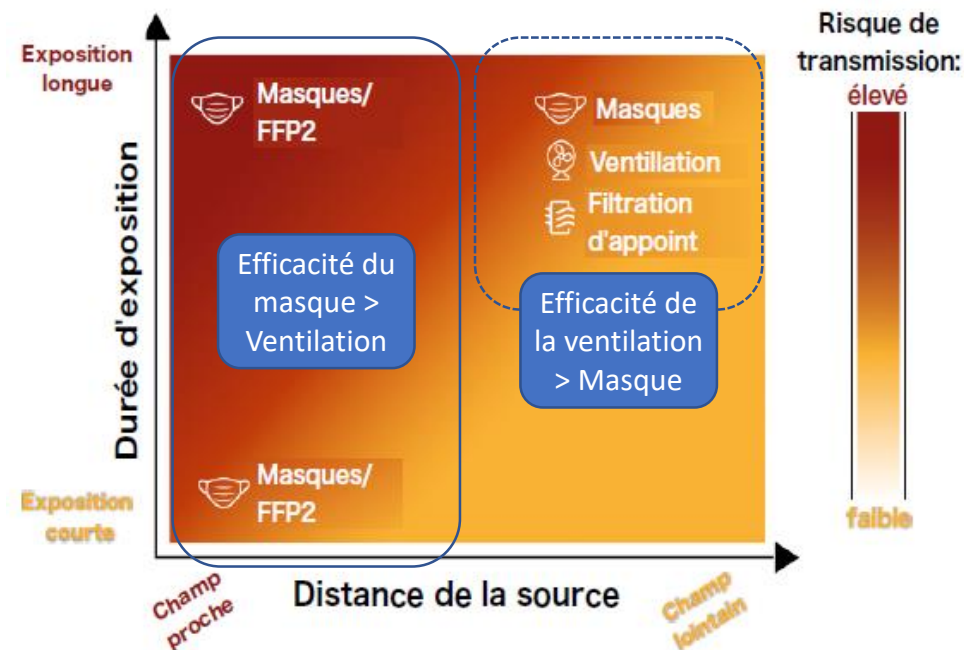 Exposition
longue
Durée d'exposition
Exposition
courte
Masques/
FFP2
Masques
Ventillation
Filtration
d'appoint
Efficacité du
masque >
Ventilation
Efficacité de
la ventilation
> Masque
Masques/
FFP2
Champ
proche
Distance de la source
Champ
lointain
Risque de
transmission:
élevé
faible